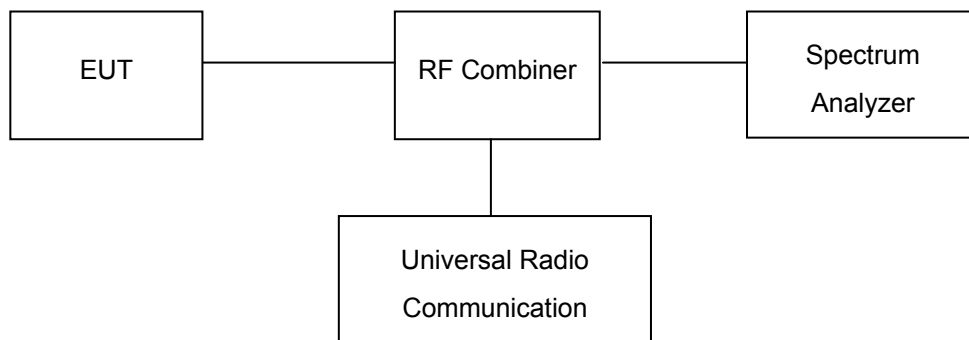 EUT
RF Combiner
Spectrum
Analyzer
Universal Radio
Communication